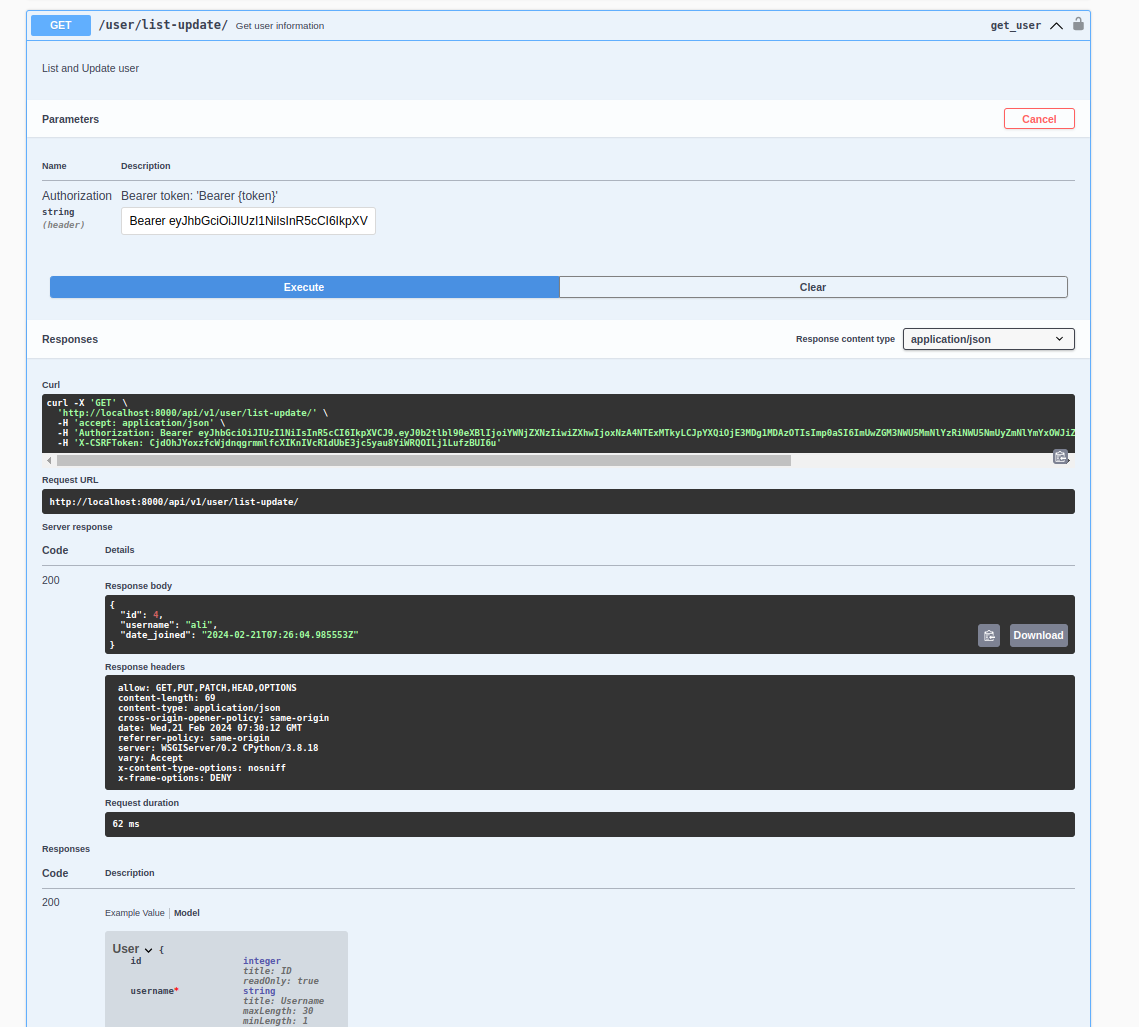 GET /user/list-update/ Get user information get_user
List and Update user
Parameters Cancel
Name Description
Authorization Bearer token: 'Bearer {token}'
string
(header)
Bearer eyJhbGciOiJIUzI1NiIsInR5cCI6IkpXV
Execute Clear
Responses Response content type application/json
Curl
curl -X 'GET' \
'http://localhost:8000/api/v1/user/list-update/' \
-H 'accept: application/json' \
-H 'Authorization: Bearer
-H 'X-CSRFToken:
Request URL
http://localhost:8000/api/v1/user/list-update/
Server response
Code Details
200
Response body
{
"id": 4,
"username": "ali",
"date_joined": "2024-02-21T07:26:04.985553Z"
}
Download
Response headers
allow: GET,PUT,PATCH,HEAD,OPTIONS
content-length: 69
content-type: application/json
cross-origin-opener-policy: same-origin
date: Wed,21 Feb 2024 07:30:12 GMT
referrer-policy: same-origin
server: WSGIServer/0.2 CPython/3.8.18
vary: Accept
x-content-type-options: nosniff
x-frame-options: DENY
Request duration
62 ms
Responses
Code Description
200
Example Value | Model
User {
id integer
title: ID
readOnly: true
username* string
title: Username
maxLength: 30
minLength: 1